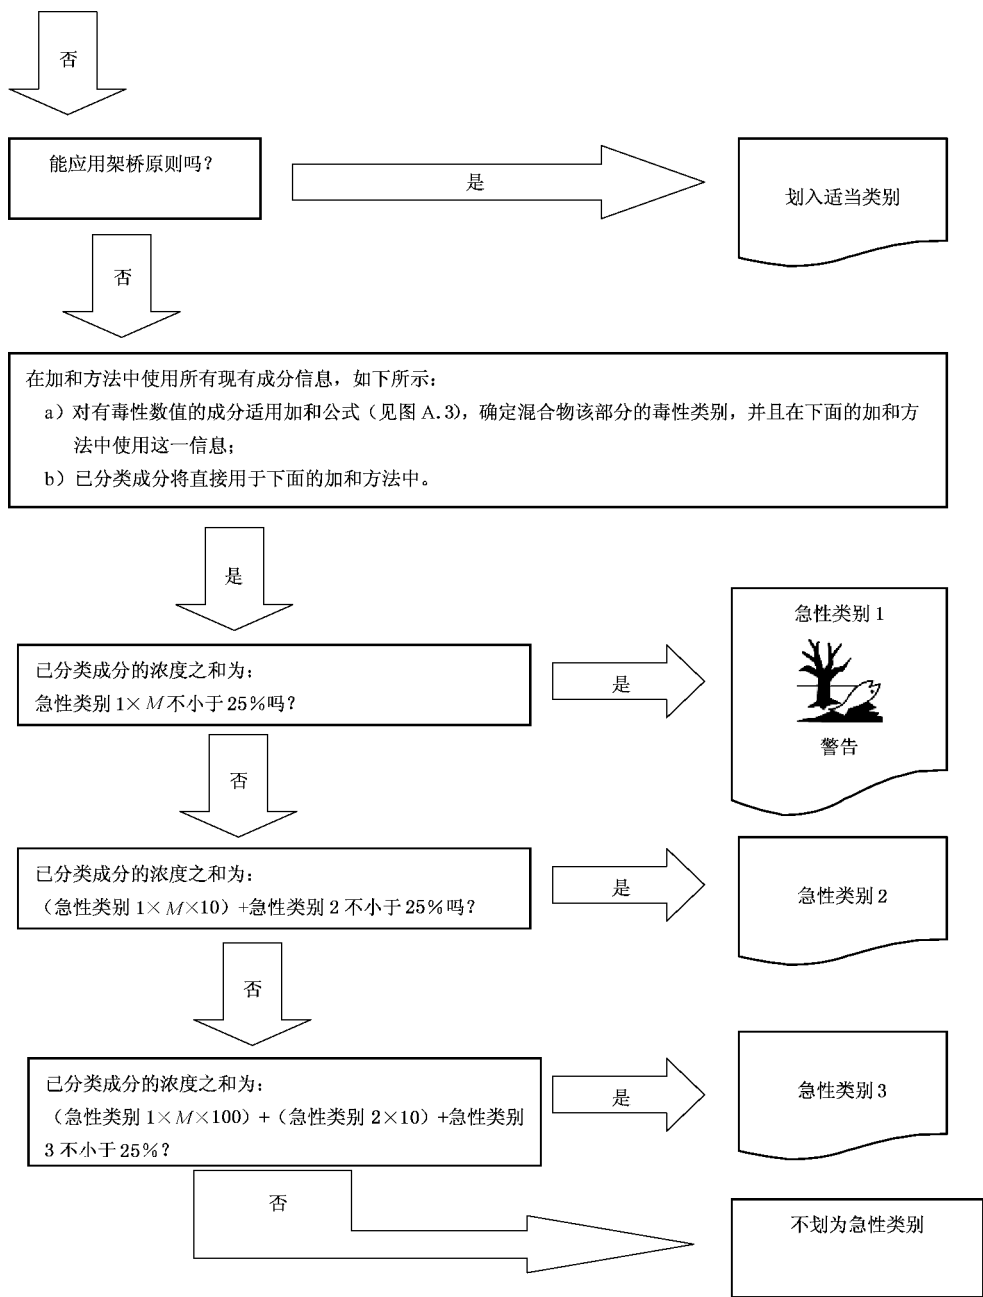 否
能应用架桥原则吗？
是
划入适当类别
否
在加和方法中使用所有现有成分信息，如下所示：
a）对有毒性数值的成分适用加和公式（见图 A.3），确定混合物该部分的毒性类别，并且在下面的加和方
法中使用这一信息；
b）已分类成分将直接用于下面的加和方法中。
是
已分类成分的浓度之和为：
急性类别 1×M 不小于 25%吗？
是
急性类别 1
警告
否
已分类成分的浓度之和为：
（急性类别 1×M×10）+急性类别 2 不小于 25%吗？
是
急性类别 2
否
已分类成分的浓度之和为：
（急性类别 1×M×100）+（急性类别 2×10）+急性类别
3 不小于 25%？
是
急性类别 3
否
不划为急性类别